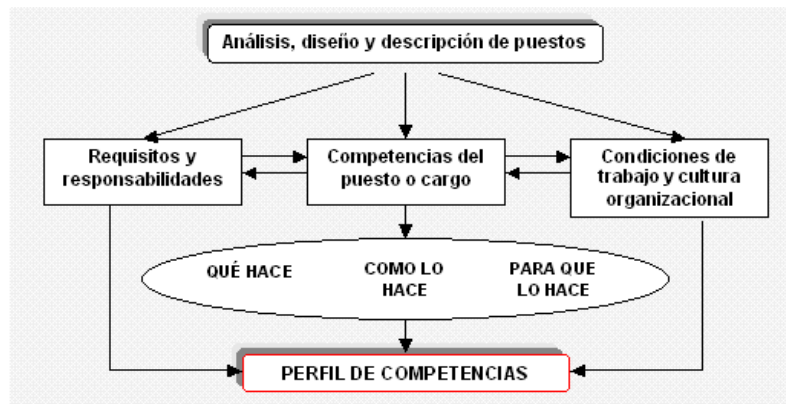 Análisis, diseño y descripción de puestos
Requisitos y
responsabilidades
Competencias del
puesto o cargo
Condiciones de
trabajo y cultura
organizacional
QUÉ HACE
COMO LO
HACE
PARA QUE
LO HACE
PERFIL DE COMPETENCIAS